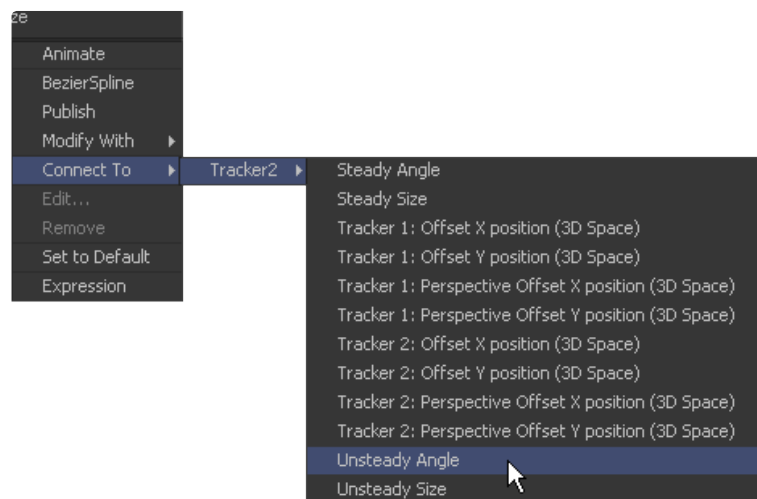 ze
Animate
BezierSpline
Publish
Modify With
Connect To
Edit...
Remove
Set to Default
Expression
Tracker2
Steady Angle
Steady Size
Tracker 1: Offset X position (3D Space)
Tracker 1: Offset Y position (3D Space)
Tracker 1: Perspective Offset X position (3D Space)
Tracker 1: Perspective Offset Y position (3D Space)
Tracker 2: Offset X position (3D Space)
Tracker 2: Offset Y position (3D Space)
Tracker 2: Perspective Offset X position (3D Space)
Tracker 2: Perspective Offset Y position (3D Space)
Unsteady Angle
Unsteady Size